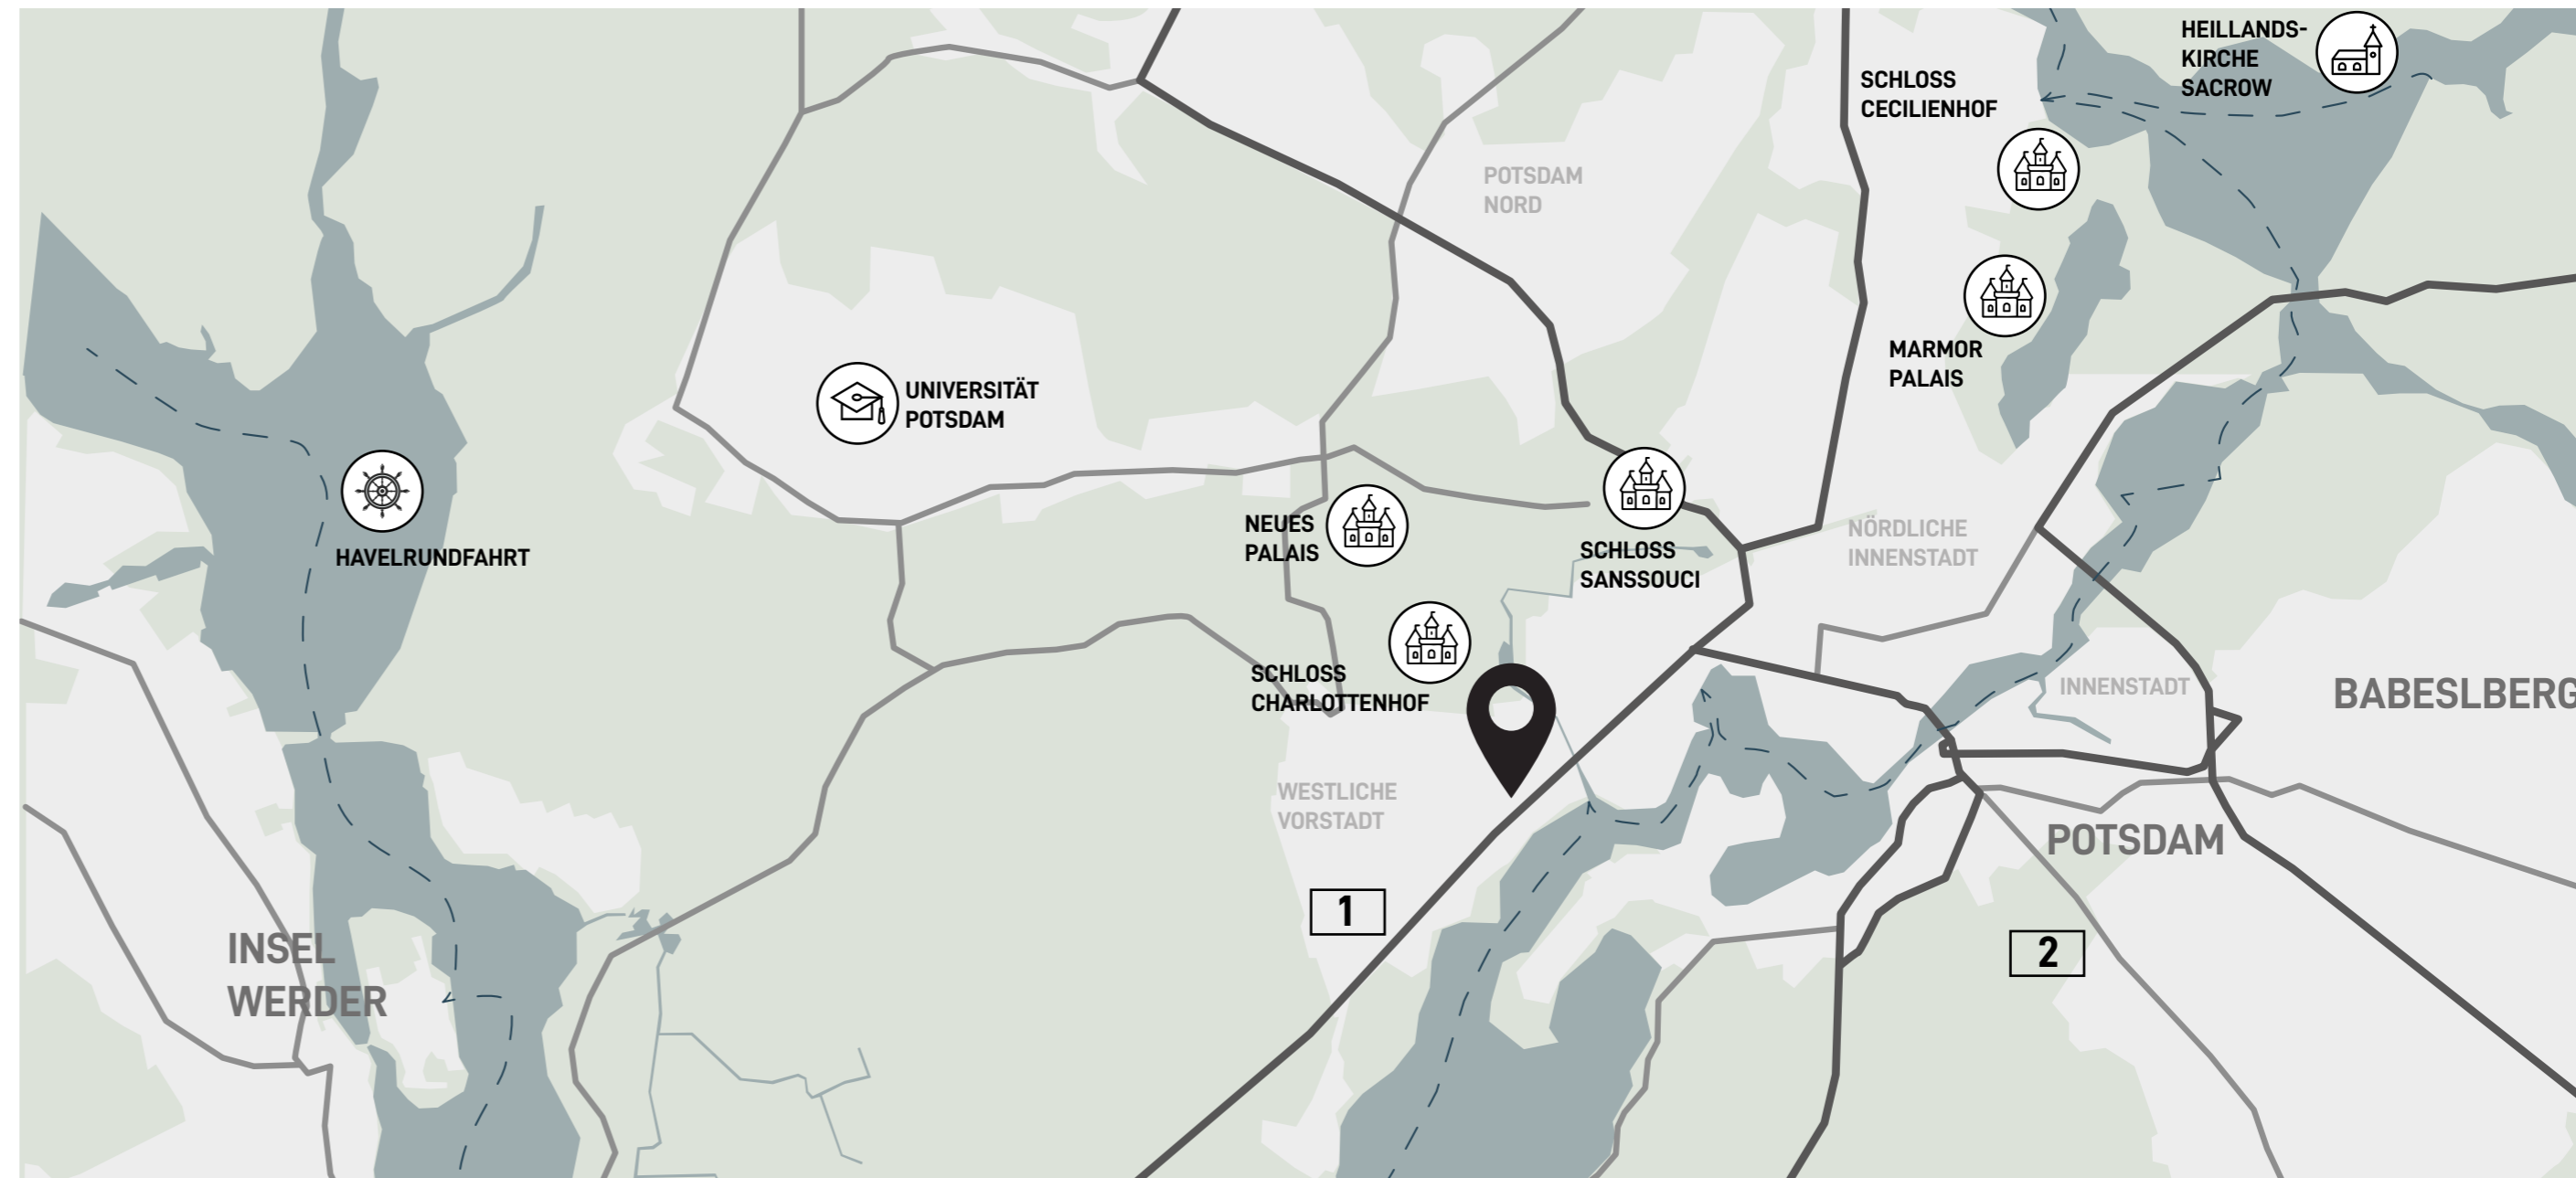 HEILLANDS-
KIRCHE
SACROW
SCHLOSS
CECILIENHOF
POTSDAM
NORD
MARMOR
PALAIS
UNIVERSITÄT
POTSDAM
HAVELRUNDFAHRT
NEUES
PALAIS
SCHLOSS
SANSSOUCI
NÖRDLICHE
INNENSTADT
SCHLOSS
CHARLOTTENHOF
INNENSTADT
BABESLBERG
WESTLICHE
VORSTADT
POTSDAM
1
2
INSEL
WERDER